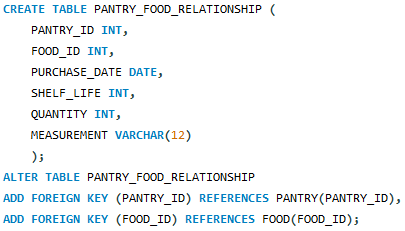 CREATE TABLE PANTRY_FOOD_RELATIONSHIP (
PANTRY_ID INT,
FOOD_ID INT,
PURCHASE_DATE DATE,
SHELF_LIFE INT,
QUANTITY INT,
MEASUREMENT VARCHAR(12)
);
ALTER TABLE PANTRY_FOOD_RELATIONSHIP
ADD FOREIGN KEY (PANTRY_ID) REFERENCES PANTRY(PANTRY_ID),
ADD FOREIGN KEY (FOOD_ID) REFERENCES FOOD(FOOD_ID);